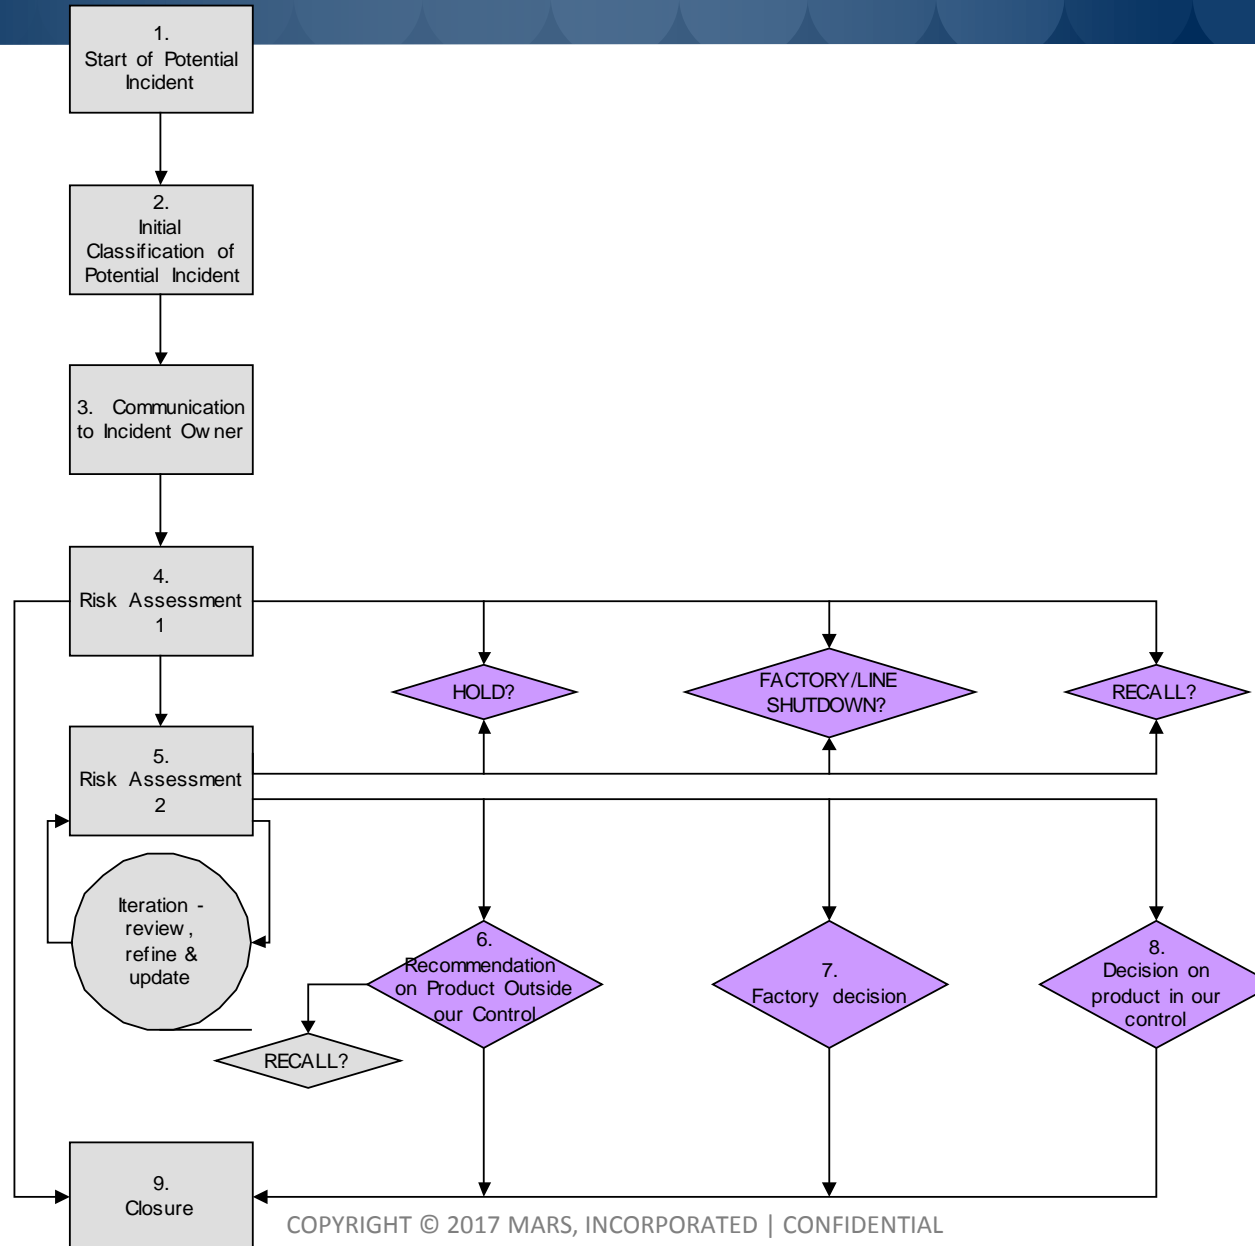 1.
Start of Potential
Incident
2.
Initial
Classification of
Potential Incident
3. Communication
to Incident Owner
4.
Risk Assessment
1
HOLD?
FACTORY/LINE
SHUTDOWN?
RECALL?
5.
Risk Assessment
2
Iteration -
review,
refine &
update
6.
Recommendation
on Product Outside
our Control
7.
Factory decision
8.
Decision on
product in our
control
RECALL?
9.
Closure
COPYRIGHT © 2017 MARS, INCORPORATED | CONFIDENTIAL